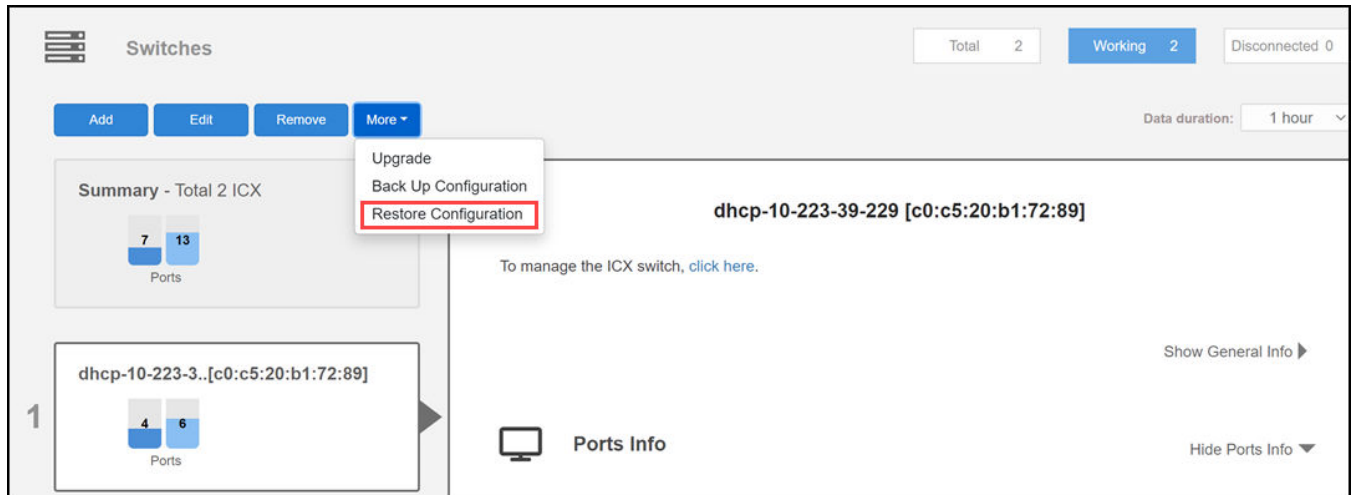 Switches
Total 2
Working 2
Disconnected 0
Add
Edit
Remove
More
Data duration: 1 hour
Upgrade
Back Up Configuration
Restore Configuration
Summary - Total 2 ICX
7 13
Ports
dhcp-10-223-39-229 [c0:c5:20:b1:72:89]
To manage the ICX switch, click here.
Show General Info
1
dhcp-10-223-3..[c0:c5:20:b1:72:89]
4 6
Ports
Ports Info
Hide Ports Info